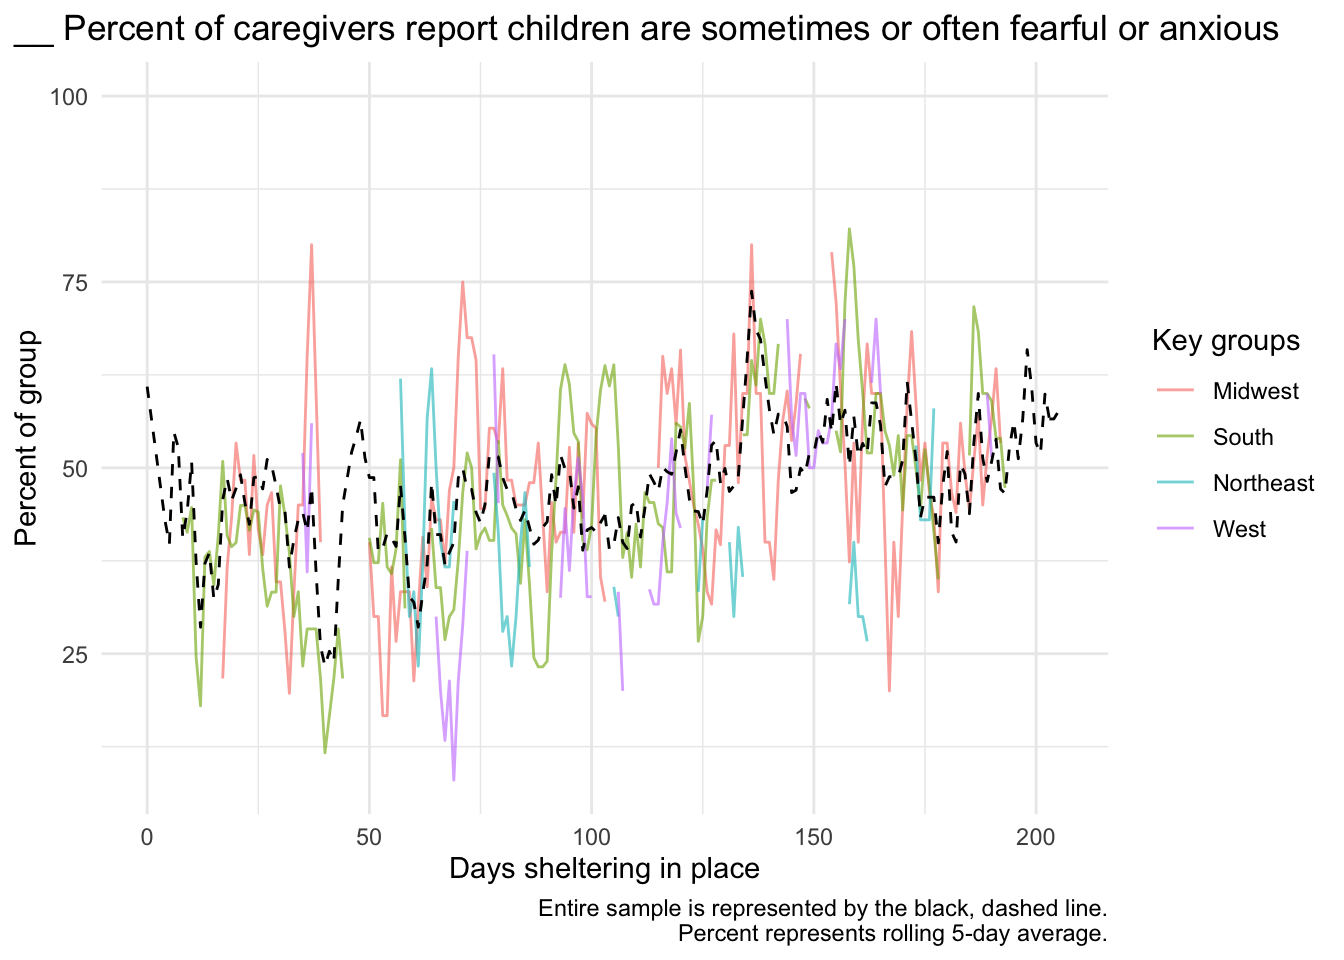 __ Percent of caregivers report children are sometimes or often fearful or anxious
100
75
50
25
Percent of group
0 50 100 150 200
Days sheltering in place
Key groups
Midwest
South
Northeast
West
Entire sample is represented by the black, dashed line.
Percent represents rolling 5-day average.